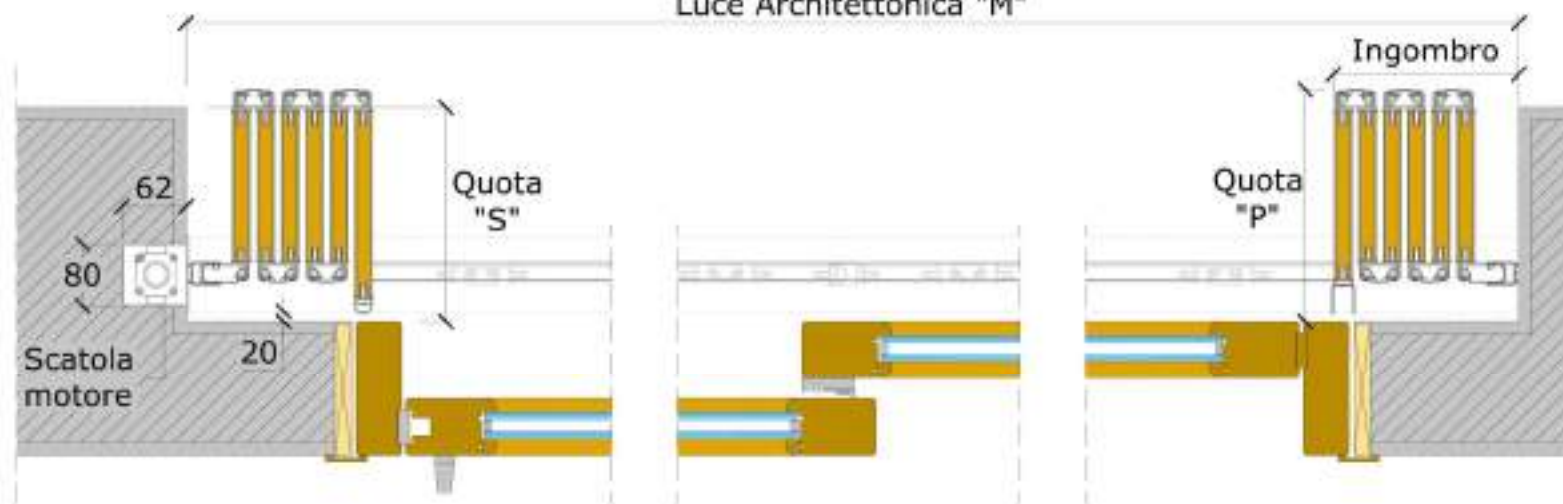 Luce Architettonica "M"
Ingombro
62
Quota
"S"
Quota
"P"
80
20
Scatola
motore